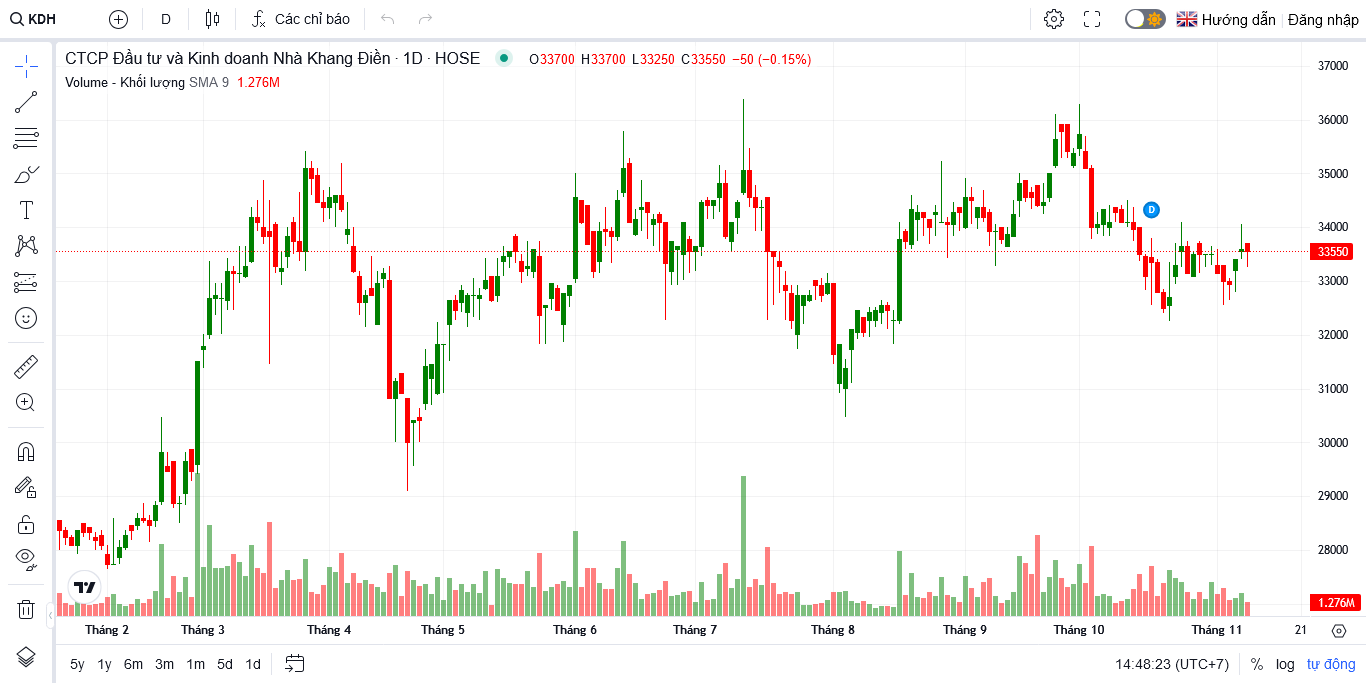 KDH D Các chỉ báo Hướng dẫn Đăng nhập
CTCP Đầu tư và Kinh doanh Nhà Khang Điền · 1D · HOSE O33700 H33700 L33250 C33550 −50 (−0.15%)
Volume - Khối lượng SMA 9 1.276M
37000
36000
35000
D
34000
33550
33000
32000
31000
30000
29000
28000
1.276M
Tháng 2 Tháng 3 Tháng 4 Tháng 5 Tháng 6 Tháng 7 Tháng 8 Tháng 9 Tháng 10 Tháng 11 21
5y 1y 6m 3m 1m 5d 1d 14:48:23 (UTC+7) % log tự động